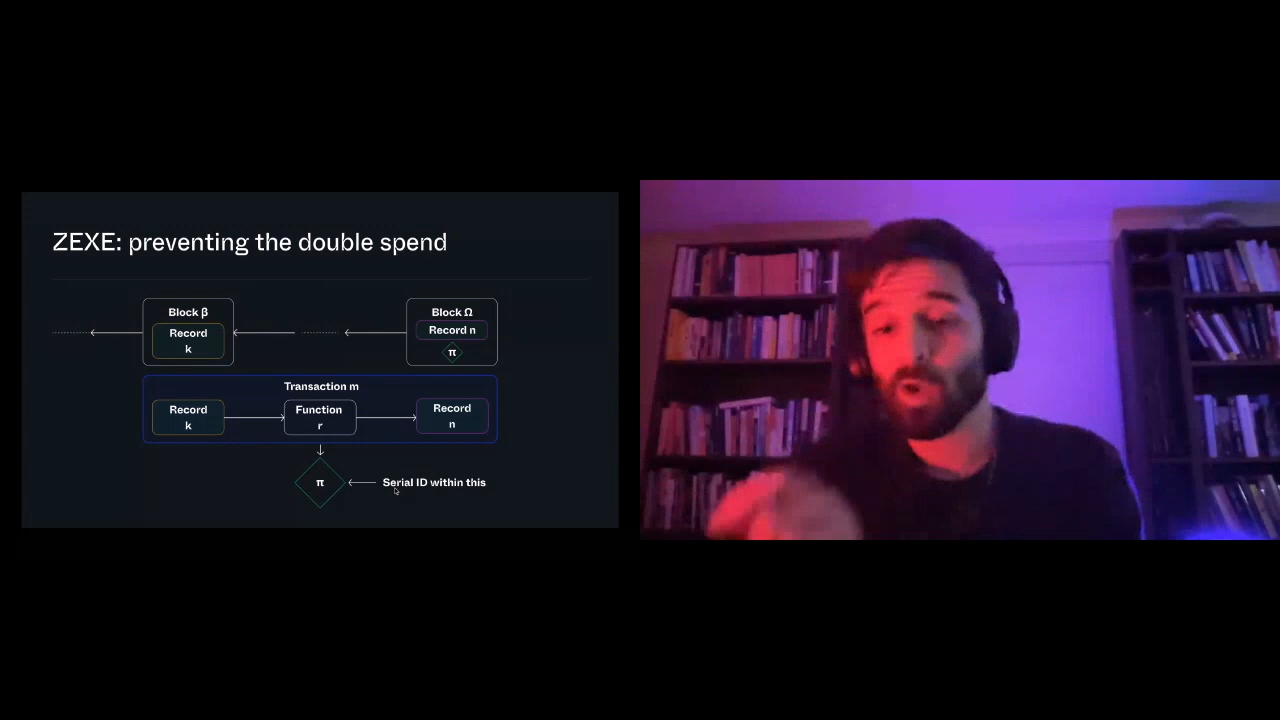 ZEXE: preventing the double spend
Block β
Record
k
Block Ω
Record n
π
Transaction m
Record
k
Function
r
Record
n
π
Serial ID within this